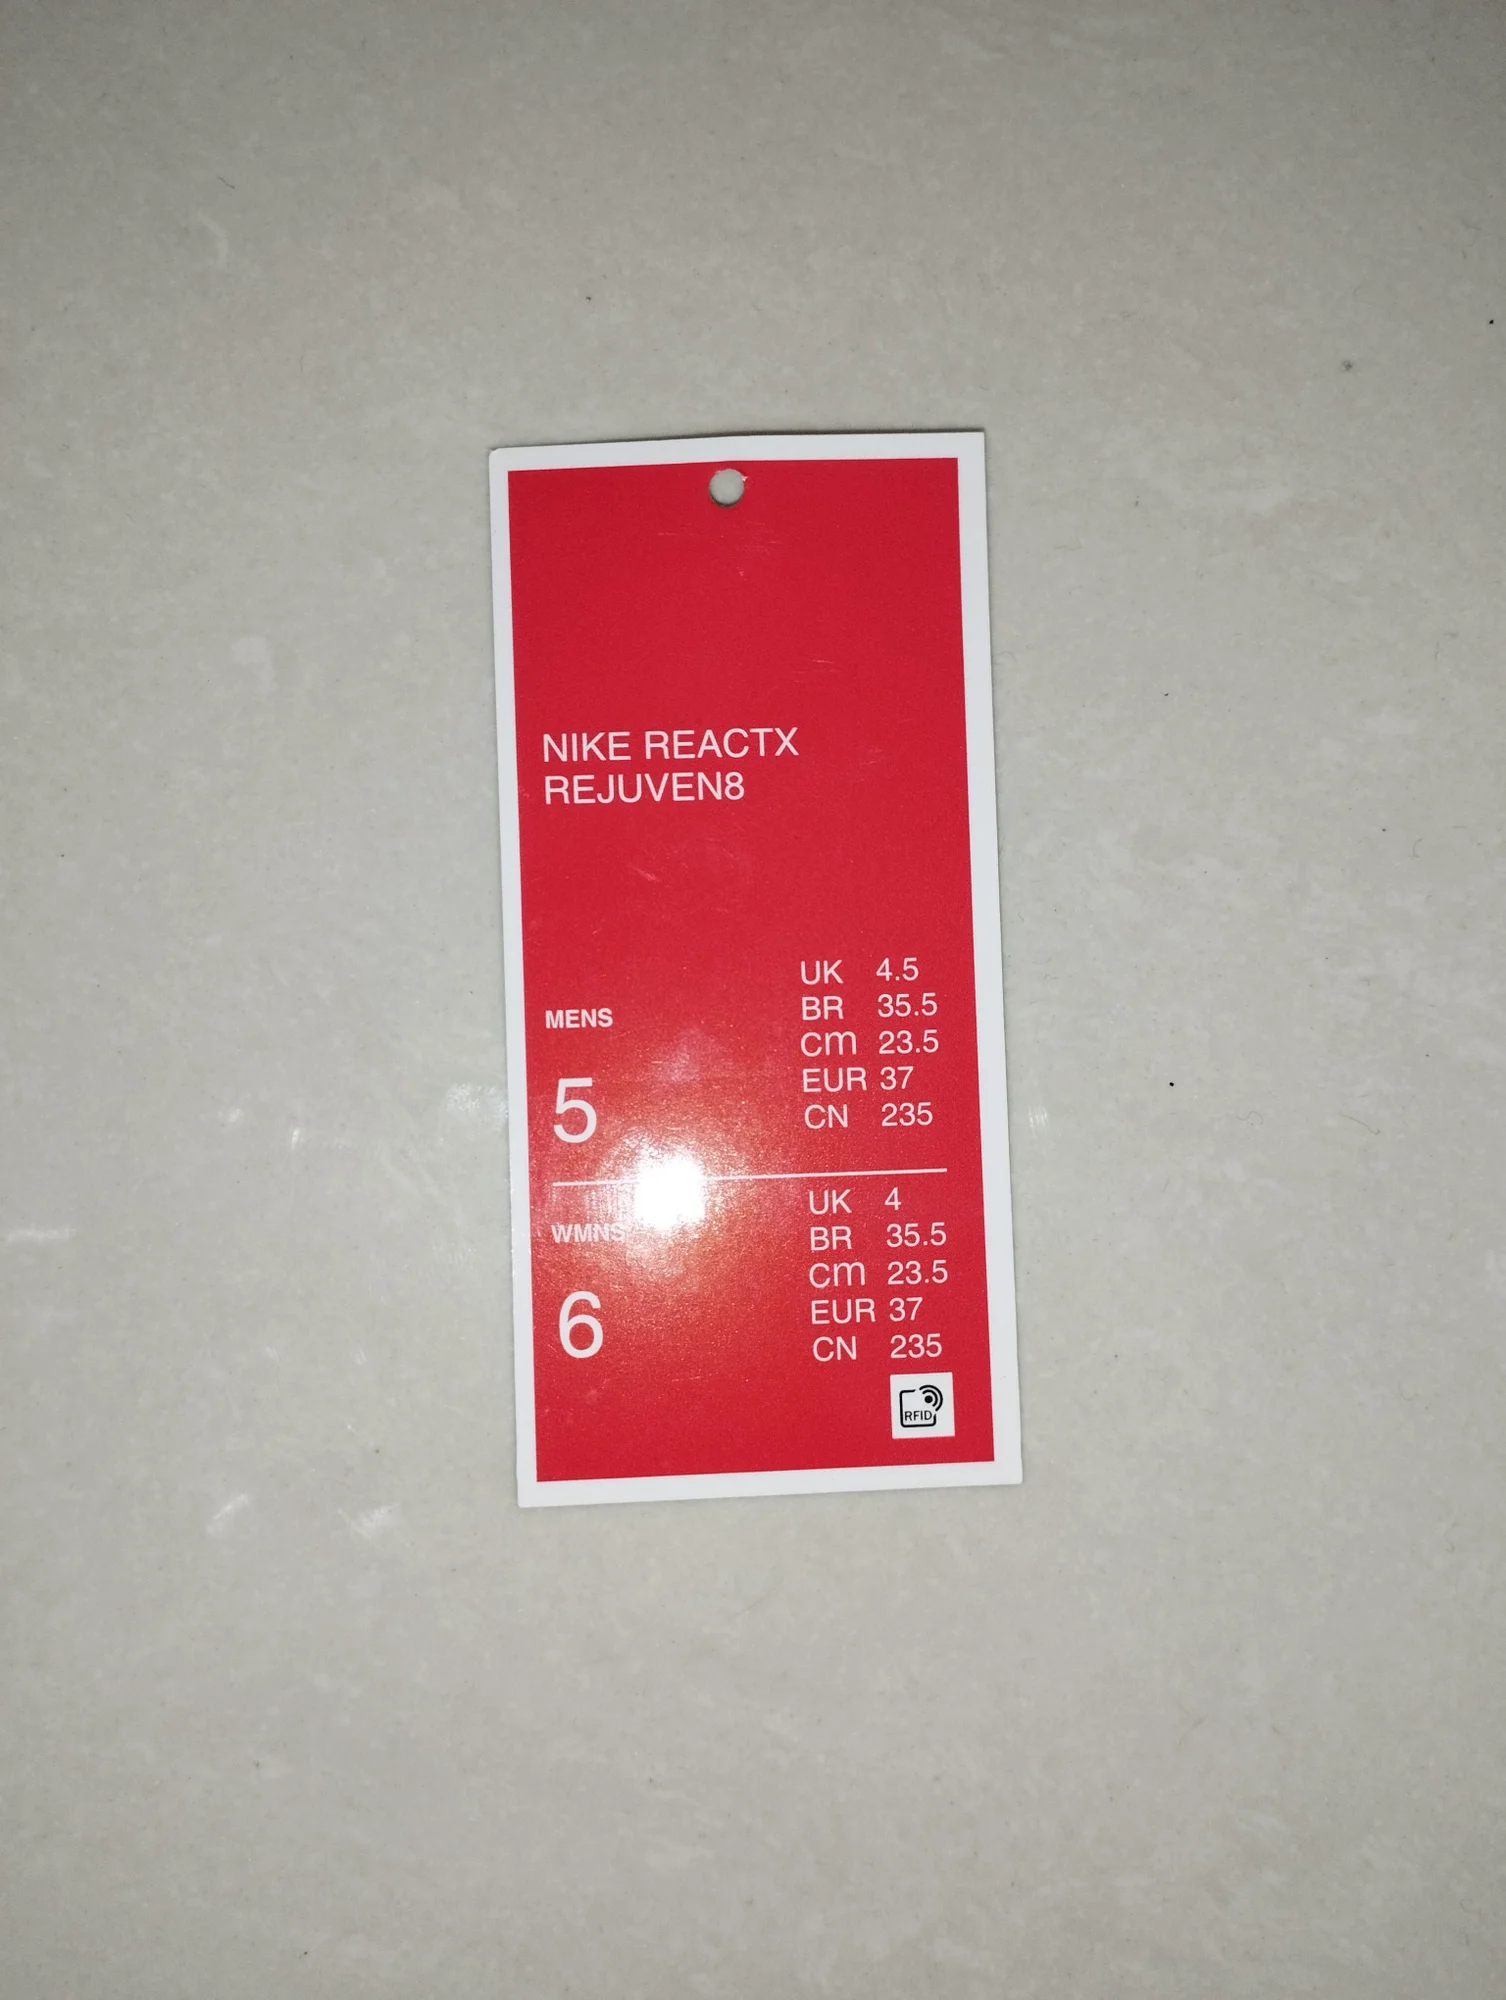 NIKE REACTX
REJUVEN8
MENS
5
UK 4.5
BR 35.5
cm 23.5
EUR 37
CN 235
WMNS
6
UK 4
BR 35.5
cm 23.5
EUR 37
CN 235
RFID